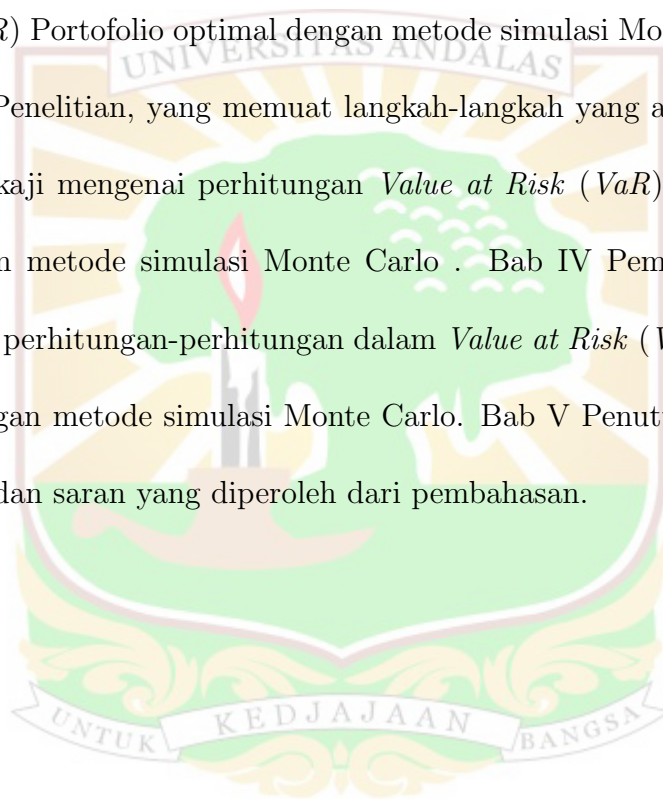 R) Portofolio optimal dengan metode simulasi Mo
UNIVERSITAS ANDALAS
Penelitian, yang memuat langkah-langkah yang a
kaji mengenai perhitungan Value at Risk (VaR)
n metode simulasi Monte Carlo . Bab IV Pem
perhitungan-perhitungan dalam Value at Risk (V
gan metode simulasi Monte Carlo. Bab V Penut
dan saran yang diperoleh dari pembahasan.
UNTUK KEDJAJAAN BANGSA